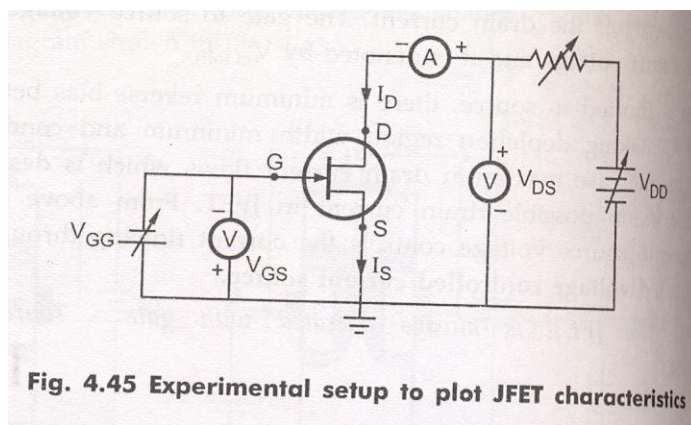 − A +
I_D
D
G
+
V_DS
V_DD
V_GG
−
V
+
V_GS
S
I_S
Fig. 4.45 Experimental setup to plot JFET characteristics